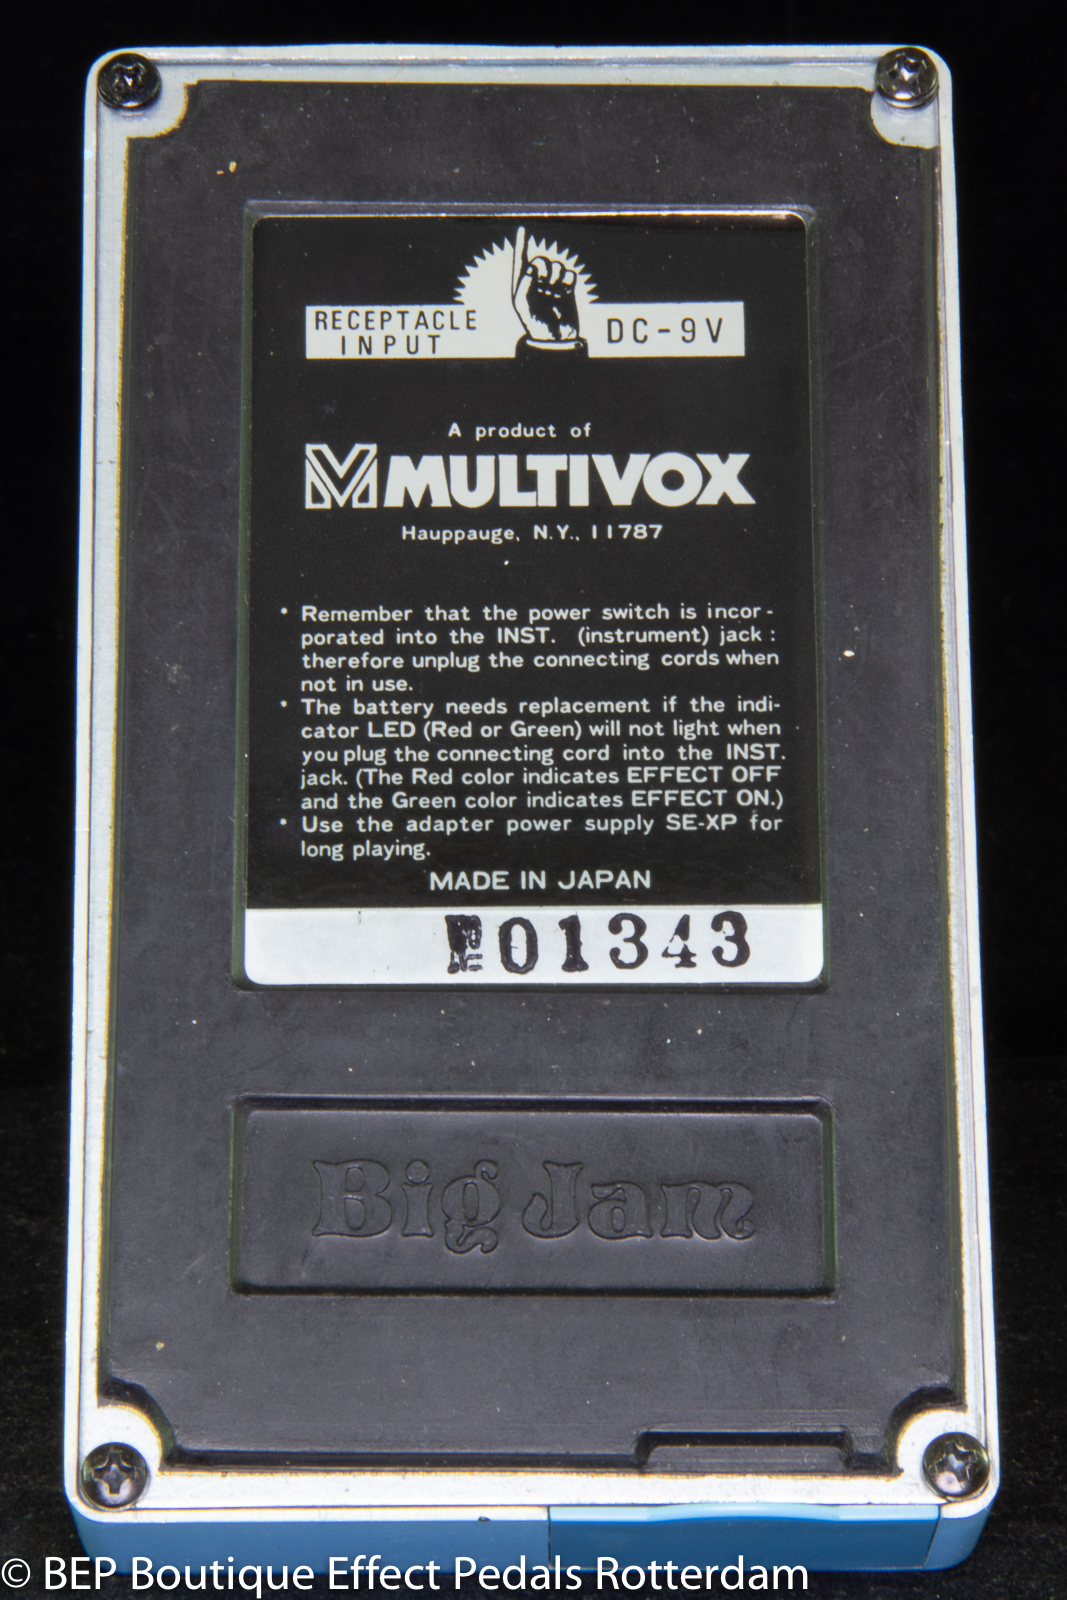 RECEPTACLE
INPUT
DC-9V
A product of
MULTIVOX
Hauppauge, N.Y., 11787
• Remember that the power switch is incor-
porated into the INST. (instrument) jack :
therefore unplug the connecting cords when
not in use.
• The battery needs replacement if the indi-
cator LED (Red or Green) will not light when
you plug the connecting cord into the INST.
jack. (The Red color indicates EFFECT OFF
and the Green color indicates EFFECT ON.)
• Use the adapter power supply SE-XP for
long playing.
MADE IN JAPAN
01343
Big Jam
© BEP Boutique Effect Pedals Rotterdam